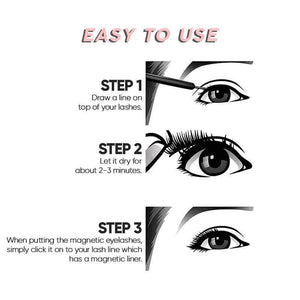 EASY TO USE
STEP 1
Draw a line on
top of your lashes.
STEP 2
Let it dry for
about 2-3 minutes.
STEP 3
When putting the magnetic eyelashes,
simply click it on to your lash line which
has a magnetic liner.